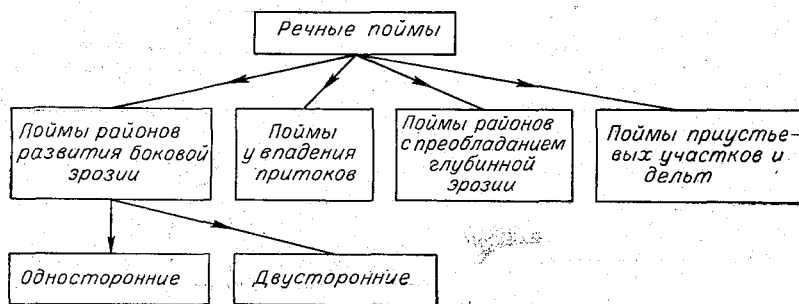 Речные поймы
Поймы районов
развития боковой
эрозии
Поймы
у впадения
притоков
Поймы районов
с преобладанием
глубинной
эрозии
Поймы приустье-
вых участков и
дельт
Односторонние
Двусторонние